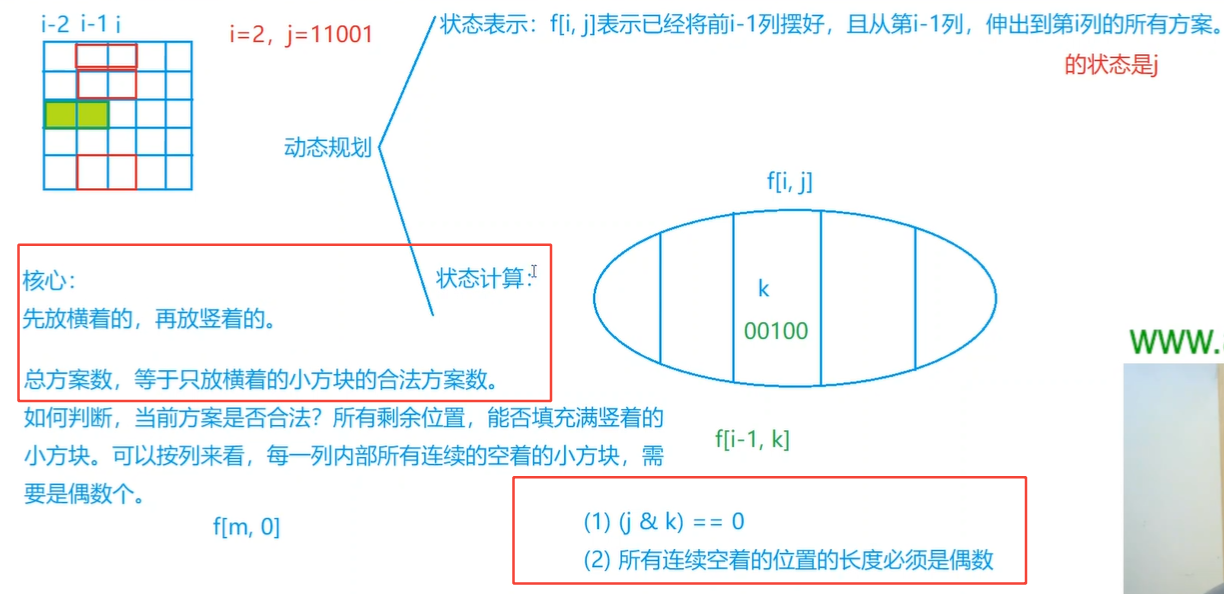 i-2 i-1 i
i=2，j=11001
状态表示：f[i, j]表示已经将前i-1列摆好，且从第i-1列，伸出到第i列的所有方案。
的状态是j
动态规划
f[i, j]
状态计算：
k
00100
核心：
先放横着的，再放竖着的。
总方案数，等于只放横着的小方块的合法方案数。
如何判断，当前方案是否合法？所有剩余位置，能否填充满竖着的
小方块。可以按列来看，每一列内部所有连续的空着的小方块，需
要是偶数个。
f[m, 0]
f[i-1, k]
(1) (j & k) == 0
(2) 所有连续空着的位置的长度必须是偶数
www.